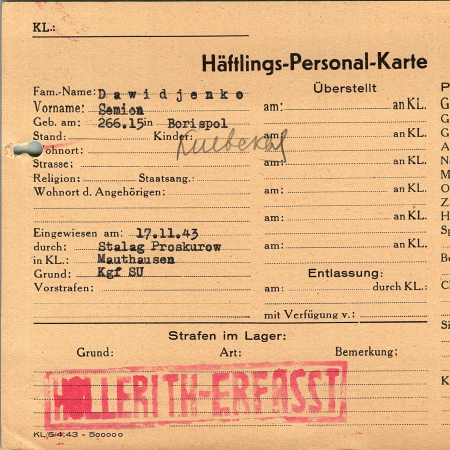 KL.:
Häftlings-Personal-Karte
Fam.-Name: Dawidjenko
Vorname: Semion
Geb. am: 266.15 in Borispol
Stand: Kinder:
Wohnort:
Strasse:
Religion: Staatsang.
Wohnort d. Angehörigen:
Eingewiesen am: 17.11.43
durch: Stalag Proskurow
in KL.: Mauthausen
Grund: Kgf SU
Vorstrafen:
Überstellt
am: an KL.
am: an KL.
am: an KL.
am: an KL.
am: an KL.
am: an KL.
Entlassung:
am: durch KL.:
mit Verfügung v.:
Strafen im Lager:
Grund: Art: Bemerkung:
HOLLERITH-ERFASST
KL/5/4.43 - 500000